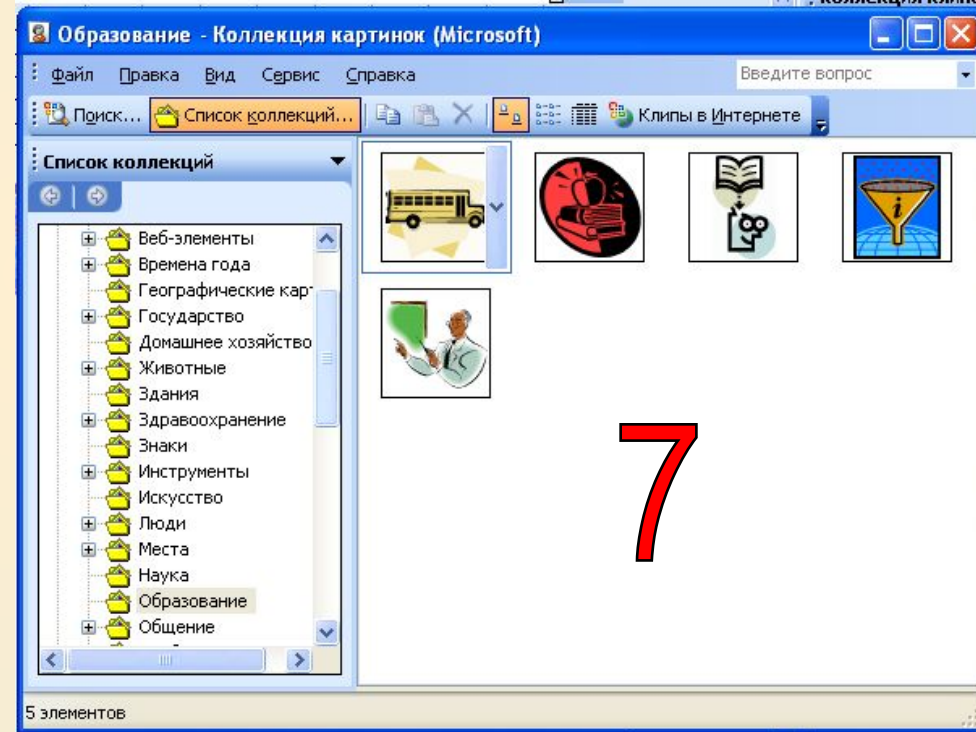 Образование - Коллекция картинок (Microsoft)
Файл Правка Вид Сервис Справка Введите вопрос
Поиск... Список коллекций... Клипы в Интернете
Список коллекций
Веб-элементы
Времена года
Географические кар
Государство
Домашнее хозяйство
Животные
Здания
Здравоохранение
Знаки
Инструменты
Искусство
Люди
Места
Наука
Образование
Общение
i
7
5 элементов